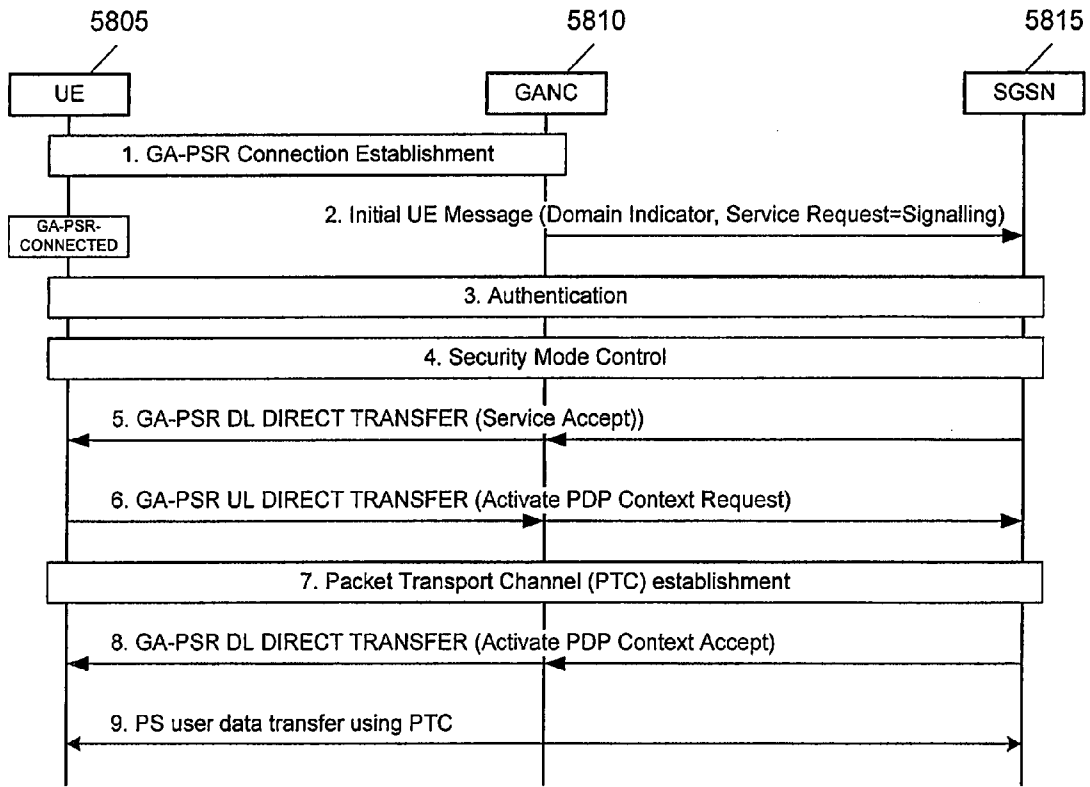 5805
5810
5815
UE
GANC
SGSN
1. GA-PSR Connection Establishment
2. Initial UE Message (Domain Indicator, Service Request=Signalling)
GA-PSR-
CONNECTED
3. Authentication
4. Security Mode Control
5. GA-PSR DL DIRECT TRANSFER (Service Accept))
6. GA-PSR UL DIRECT TRANSFER (Activate PDP Context Request)
7. Packet Transport Channel (PTC) establishment
8. GA-PSR DL DIRECT TRANSFER (Activate PDP Context Accept)
9. PS user data transfer using PTC